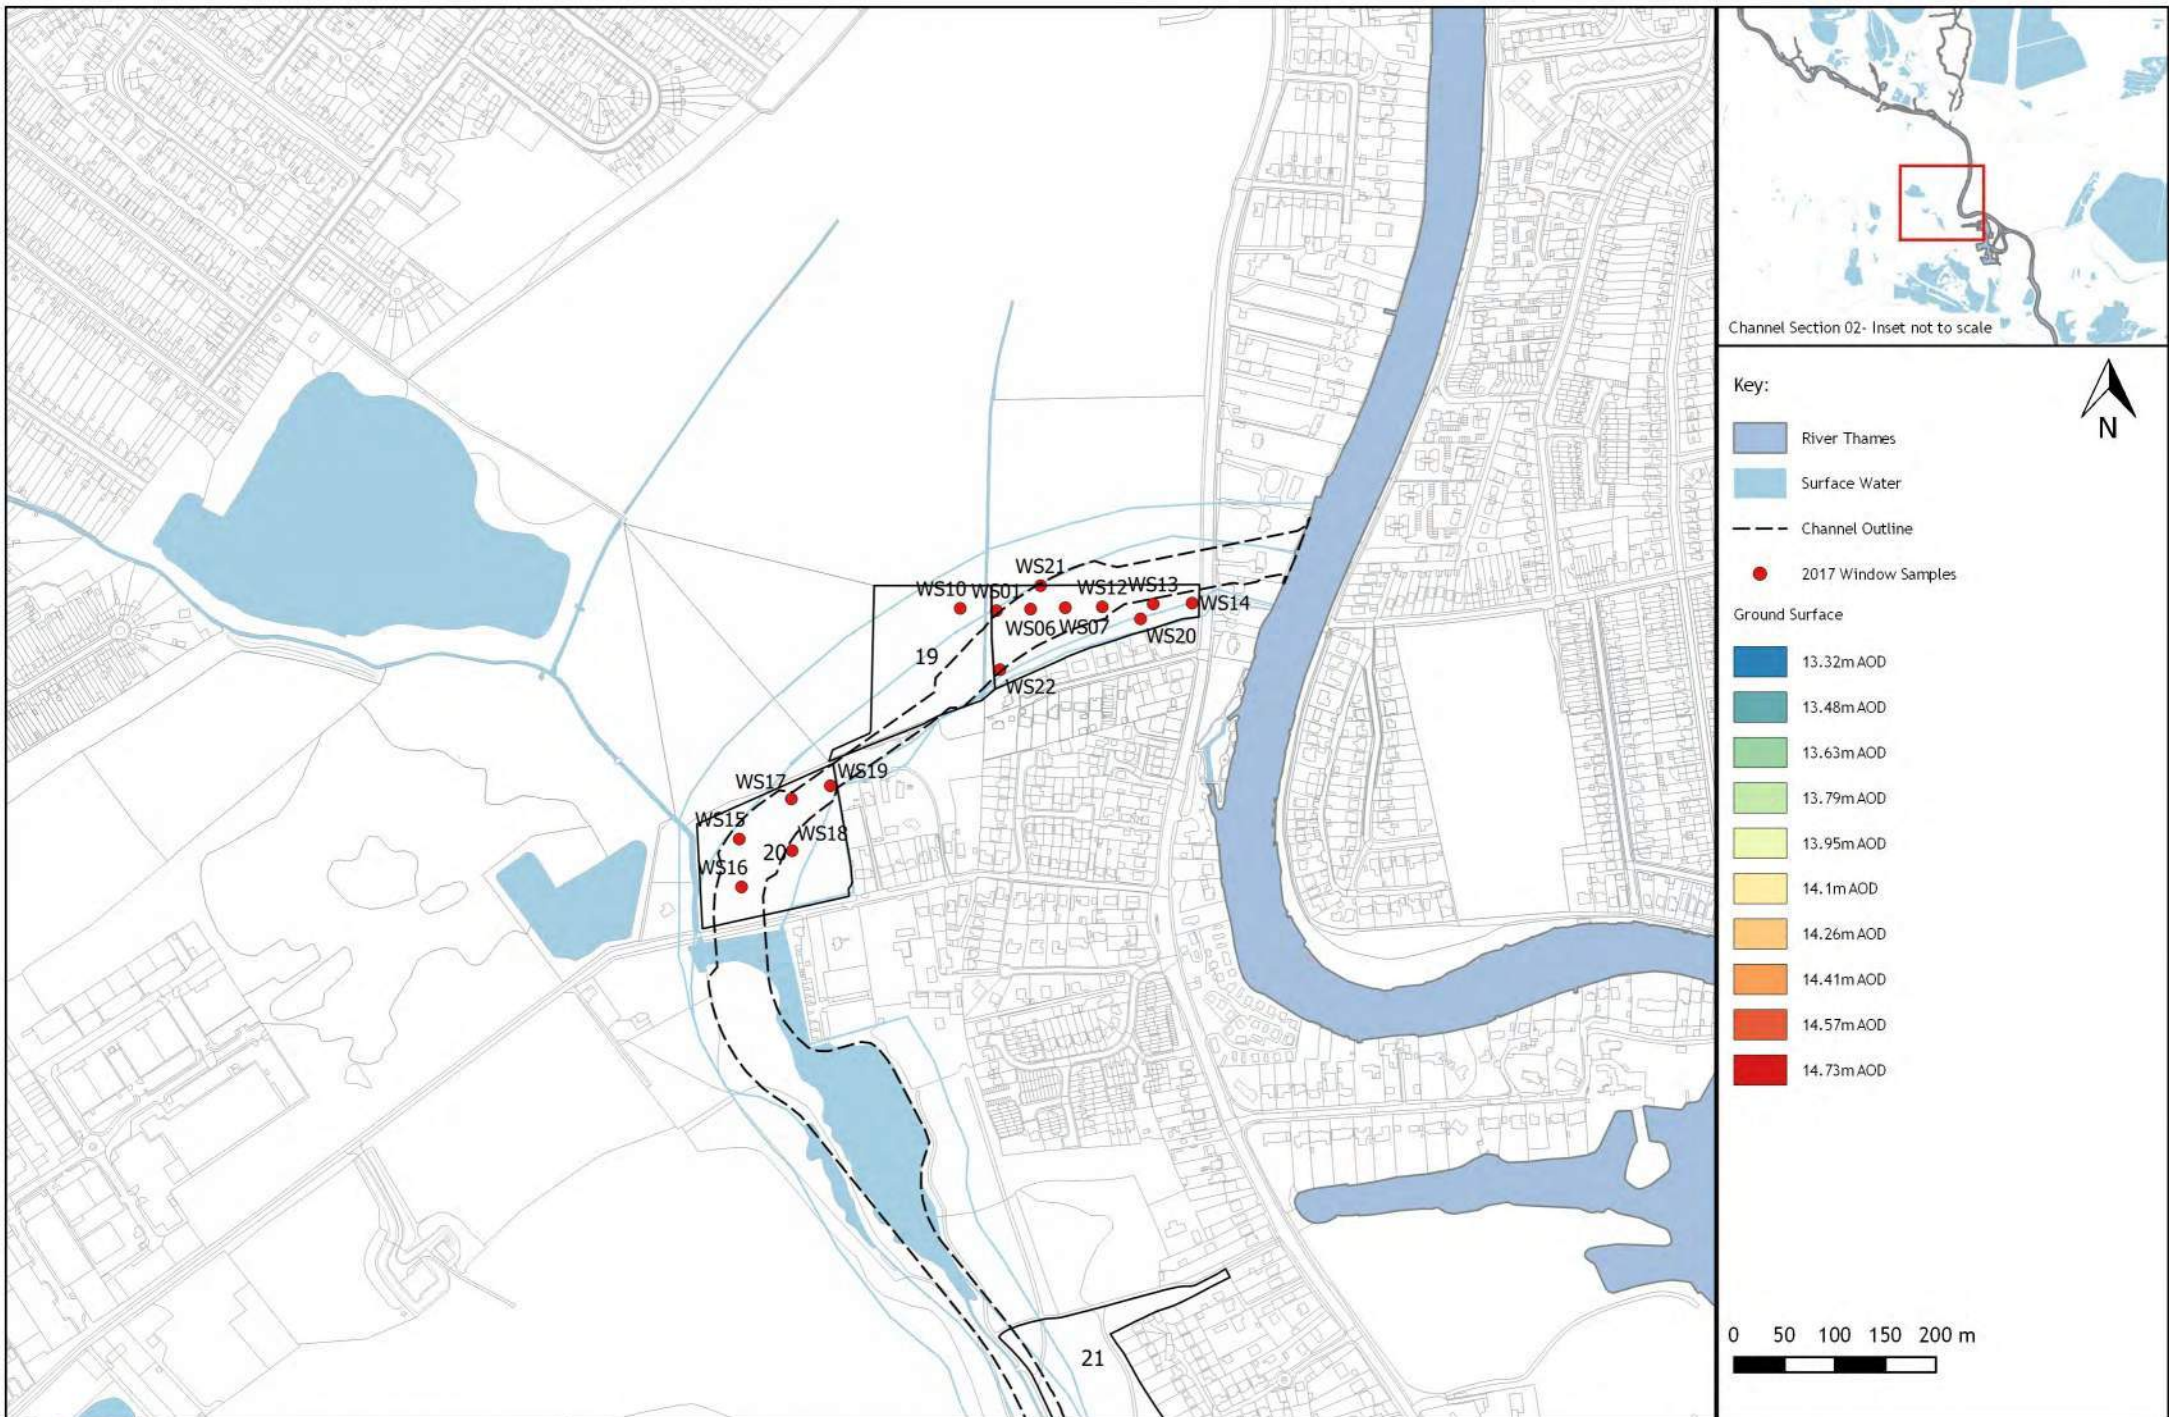 WS21
WS10
WS01
WS12
WS13
WS14
WS06
WS07
WS20
19
WS22
WS17
WS19
WS15
WS18
20
WS16
21
Channel Section 02- Inset not to scale
Key:
N
River Thames
Surface Water
Channel Outline
2017 Window Samples
Ground Surface
13.32m AOD
13.48m AOD
13.63m AOD
13.79m AOD
13.95m AOD
14.1m AOD
14.26m AOD
14.41m AOD
14.57m AOD
14.73m AOD
0 50 100 150 200 m